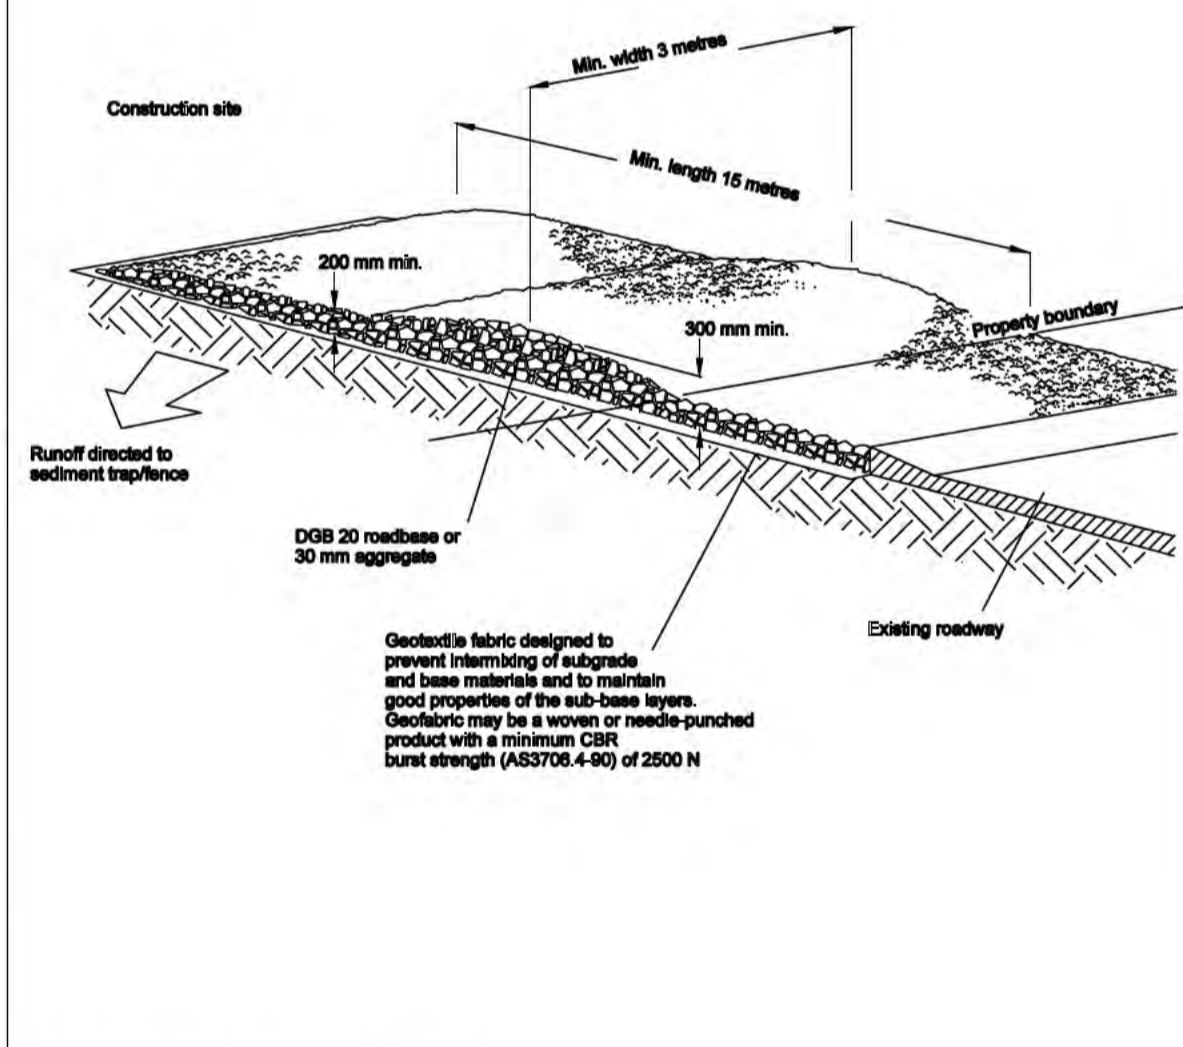 Min. width 3 metres
Construction site
Min. length 15 metres
200 mm min.
Property boundary
300 mm min.
Runoff directed to
sediment trap/fence
DGB 20 roadbase or
30 mm aggregate
Existing roadway
Geotextile fabric designed to
prevent intermixing of subgrade
and base materials and to maintain
good properties of the sub-base layers.
Geofabric may be a woven or needle-punched
product with a minimum CBR
burst strength (AS3706.4-90) of 2500 N